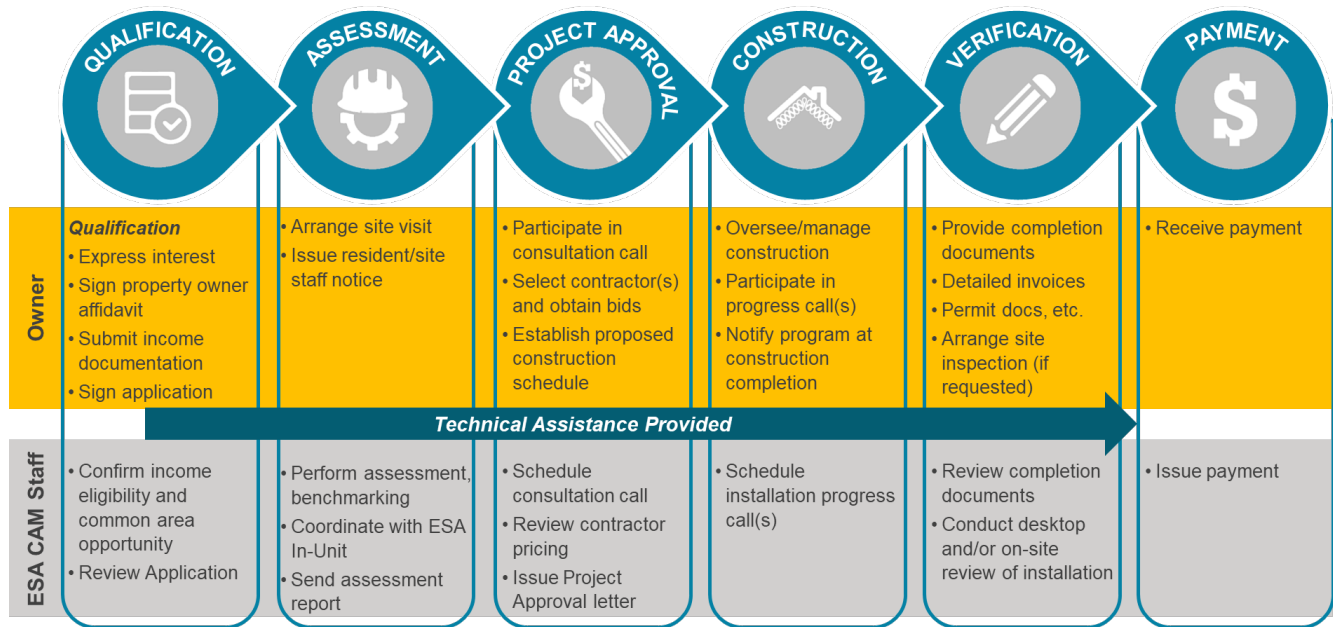 QUALIFICATION
ASSESSMENT
PROJECT APPROVAL
CONSTRUCTION
VERIFICATION
PAYMENT
$
$
Owner
Qualification
• Express interest
• Sign property owner
affidavit
• Submit income
documentation
• Sign application
• Arrange site visit
• Issue resident/site
staff notice
• Participate in
consultation call
• Select contractor(s)
and obtain bids
• Establish proposed
construction
schedule
• Oversee/manage
construction
• Participate in
progress call(s)
• Notify program at
construction
completion
• Provide completion
documents
• Detailed invoices
• Permit docs, etc.
• Arrange site
inspection (if
requested)
• Receive payment
Technical Assistance Provided
ESA CAM Staff
• Confirm income
eligibility and
common area
opportunity
• Review Application
• Perform assessment,
benchmarking
• Coordinate with ESA
In-Unit
• Send assessment
report
• Schedule
consultation call
• Review contractor
pricing
• Issue Project
Approval letter
• Schedule
installation progress
call(s)
• Review completion
documents
• Conduct desktop
and/or on-site
review of installation
• Issue payment